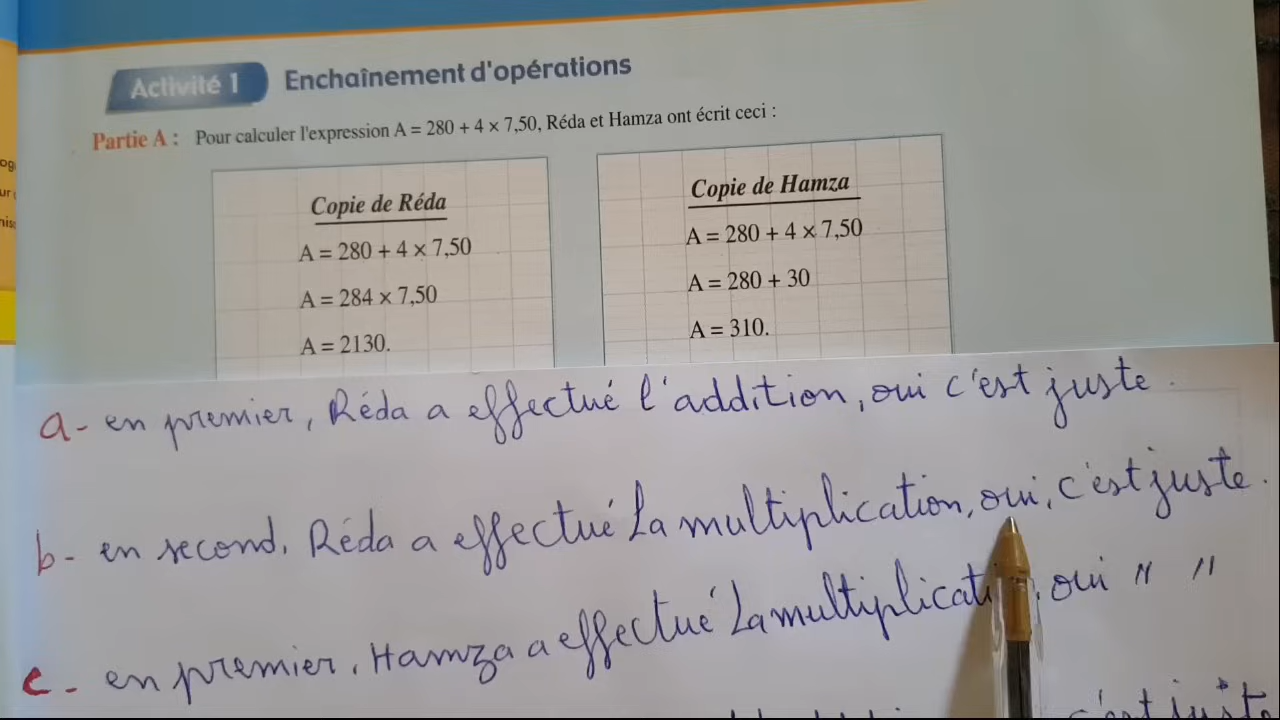 Activité 1 Enchaînement d'opérations
Partie A : Pour calculer l'expression A = 280 + 4 × 7,50, Réda et Hamza ont écrit ceci :
Copie de Réda
A = 280 + 4 × 7,50
A = 284 × 7,50
A = 2130.
Copie de Hamza
A = 280 + 4 × 7,50
A = 280 + 30
A = 310.
a - en premier, Réda a effectué l'addition, oui c'est juste.
b - en second, Réda a effectué la multiplication, oui, c'est juste.
c - en premier, Hamza a effectué la multiplicati , oui " "
c'est juste